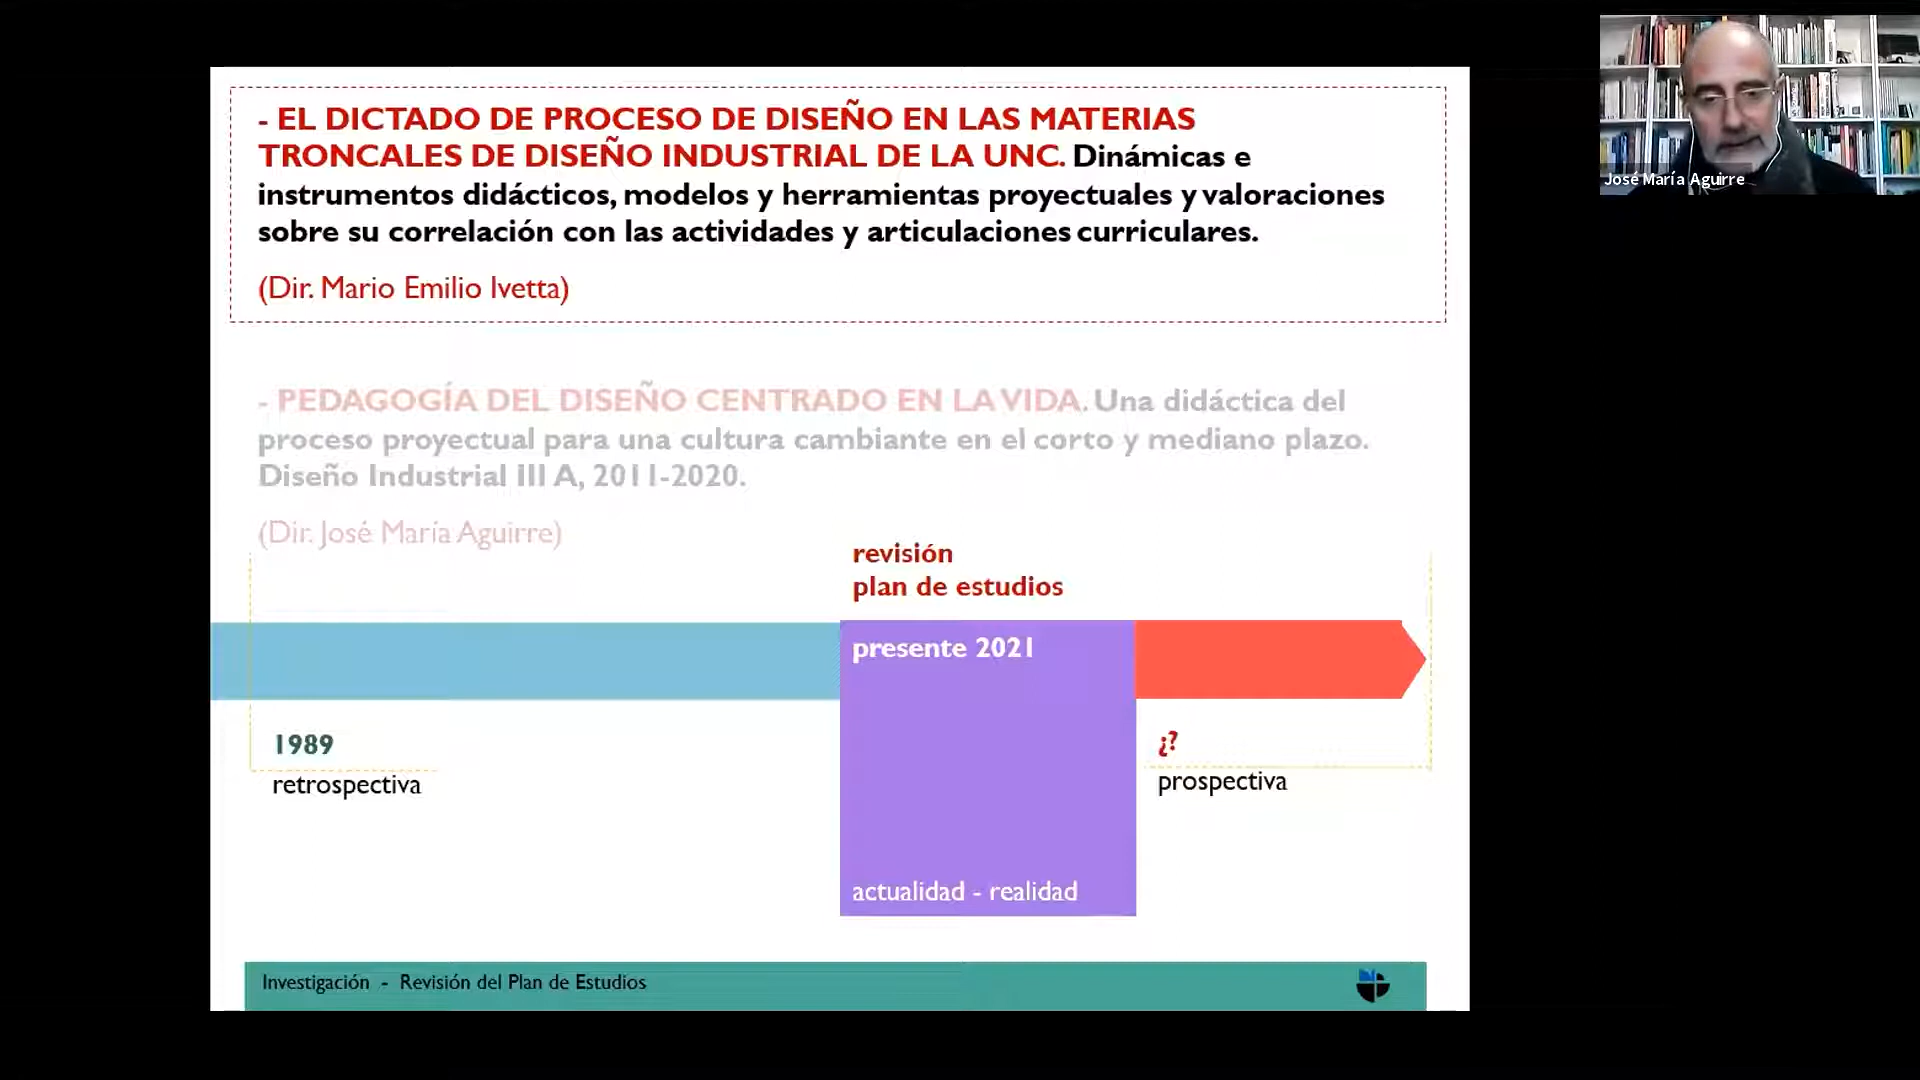 - EL DICTADO DE PROCESO DE DISEÑO EN LAS MATERIAS
TRONCALES DE DISEÑO INDUSTRIAL DE LA UNC. Dinámicas e
instrumentos didácticos, modelos y herramientas proyectuales y valoraciones
sobre su correlación con las actividades y articulaciones curriculares.
(Dir. Mario Emilio Ivetta)
- PEDAGOGÍA DEL DISEÑO CENTRADO EN LA VIDA. Una didáctica del
proceso proyectual para una cultura cambiante en el corto y mediano plazo.
Diseño Industrial III A, 2011-2020.
(Dir. José María Aguirre)
revisión
plan de estudios
presente 2021
1989
retrospectiva
¿?
prospectiva
actualidad - realidad
Investigación - Revisión del Plan de Estudios
José María Aguirre